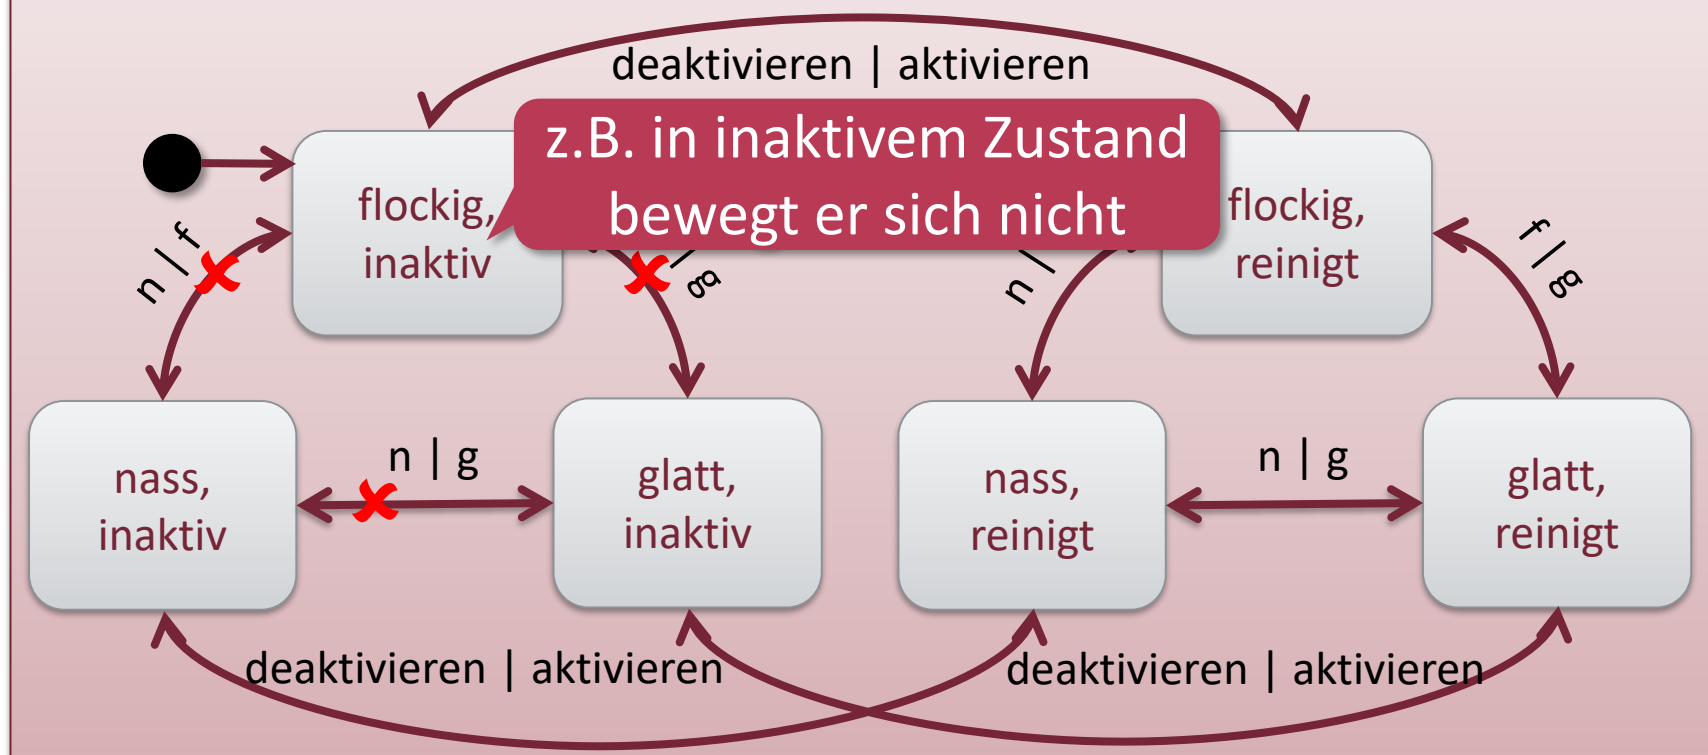 deaktivieren | aktivieren
z.B. in inaktivem Zustand
bewegt er sich nicht
flockig,
inaktiv
flockig,
reinigt
n | f
g
n |
f | g
nass,
inaktiv
n | g
glatt,
inaktiv
nass,
reinigt
n | g
glatt,
reinigt
deaktivieren | aktivieren
deaktivieren | aktivieren